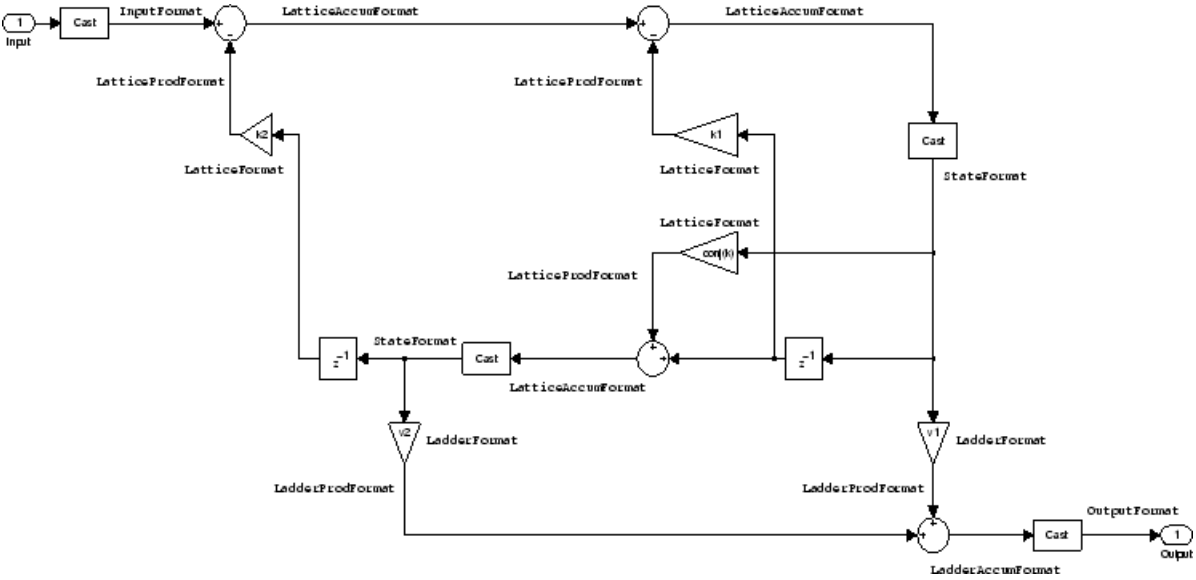 1 Cast InputFormat + LatticeAccumFormat + LatticeAccumFormat
Input − −
LatticeProdFormat LatticeProdFormat
k2 k1 Cast
LatticeFormat LatticeFormat StateFormat
LatticeFormat
conj(k)
LatticeProdFormat
StateFormat +
z−1 Cast + z−1
LatticeAccumFormat
v2 LadderFormat v1 LadderFormat
LadderProdFormat LadderProdFormat
OutputFormat
+ + Cast 1
Output
LadderAccumFormat